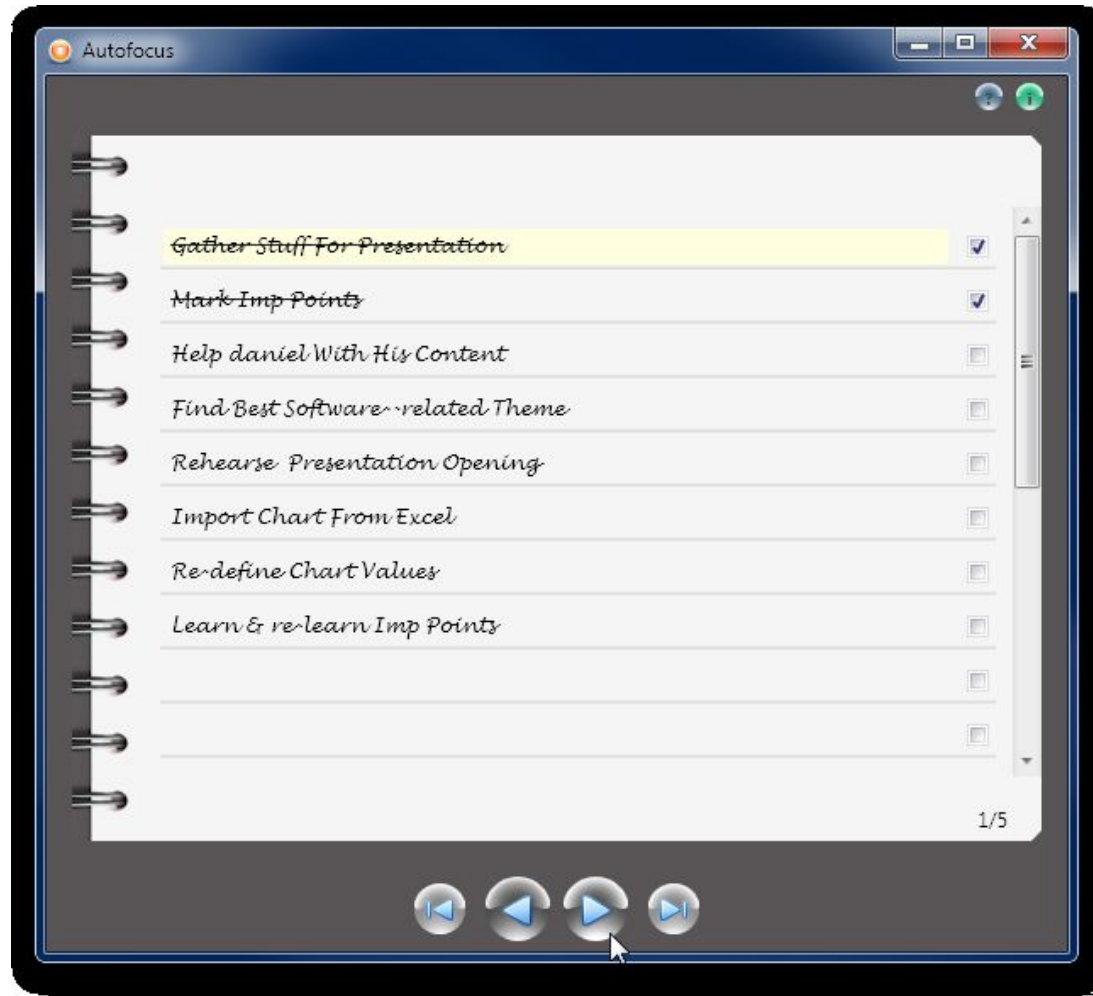 Autofocus
Gather Stuff For Presentation
Mark Imp Points
Help daniel With His Content
Find Best Software--related Theme
Rehearse Presentation Opening
Import Chart From Excel
Re-define Chart Values
Learn & re-learn Imp Points
1/5